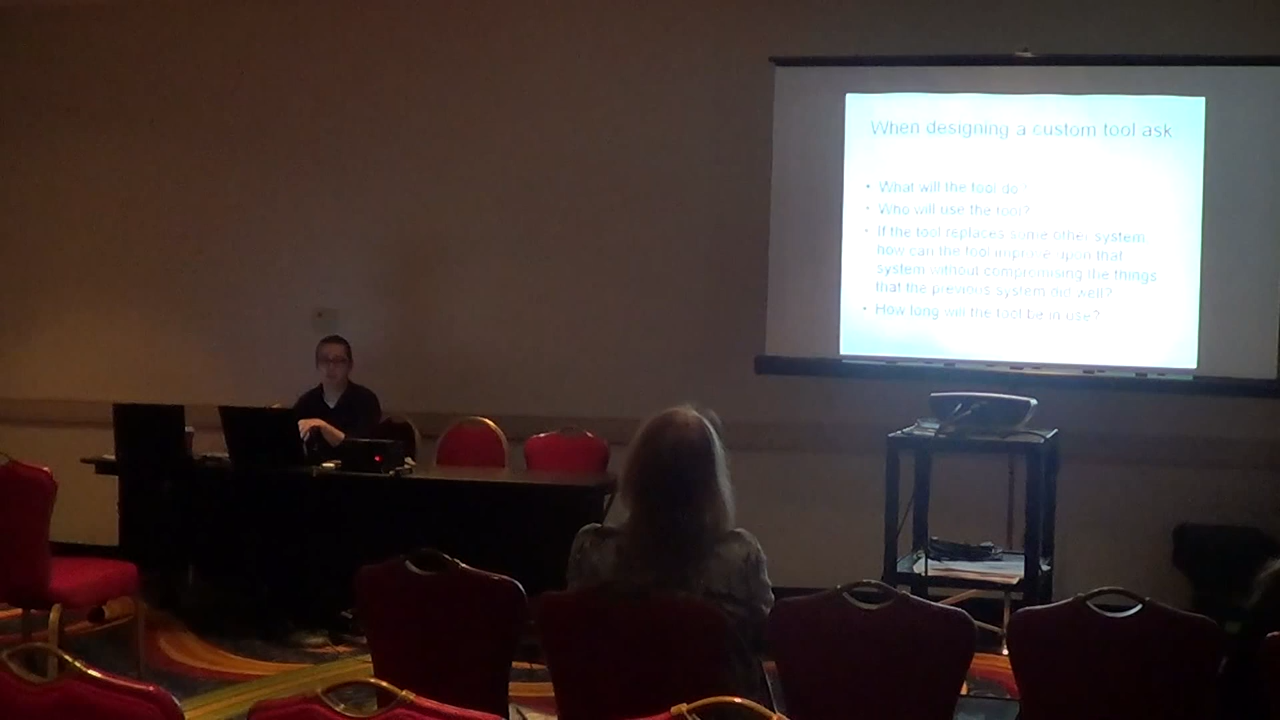 When designing a custom tool ask
• What will the tool do?
• Who will use the tool?
• If the tool replaces some other system
how can the tool improve upon that
system without compromising the things
that the previous system did well?
• How long will the tool be in use?